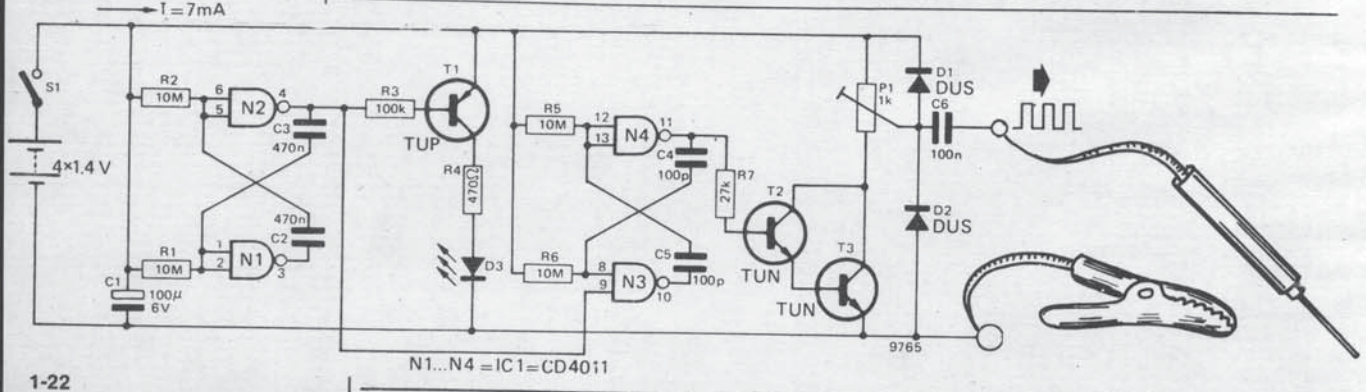 I = 7mA
S1
4×1.4 V
R2
10M
6
5
N2
4
C3
470n
470n
C2
R1
10M
1
2
N1
3
C1
100µ
6V
R3
100k
T1
TUP
R4
470Ω
D3
R5
10M
12
13
N4
11
C4
100p
R7
27k
R6
10M
8
9
N3
10
C5
100p
T2
TUN
T3
TUN
P1
1k
D1
DUS
C6
100n
D2
DUS
9765
N1...N4 = IC1 = CD4011
1-22